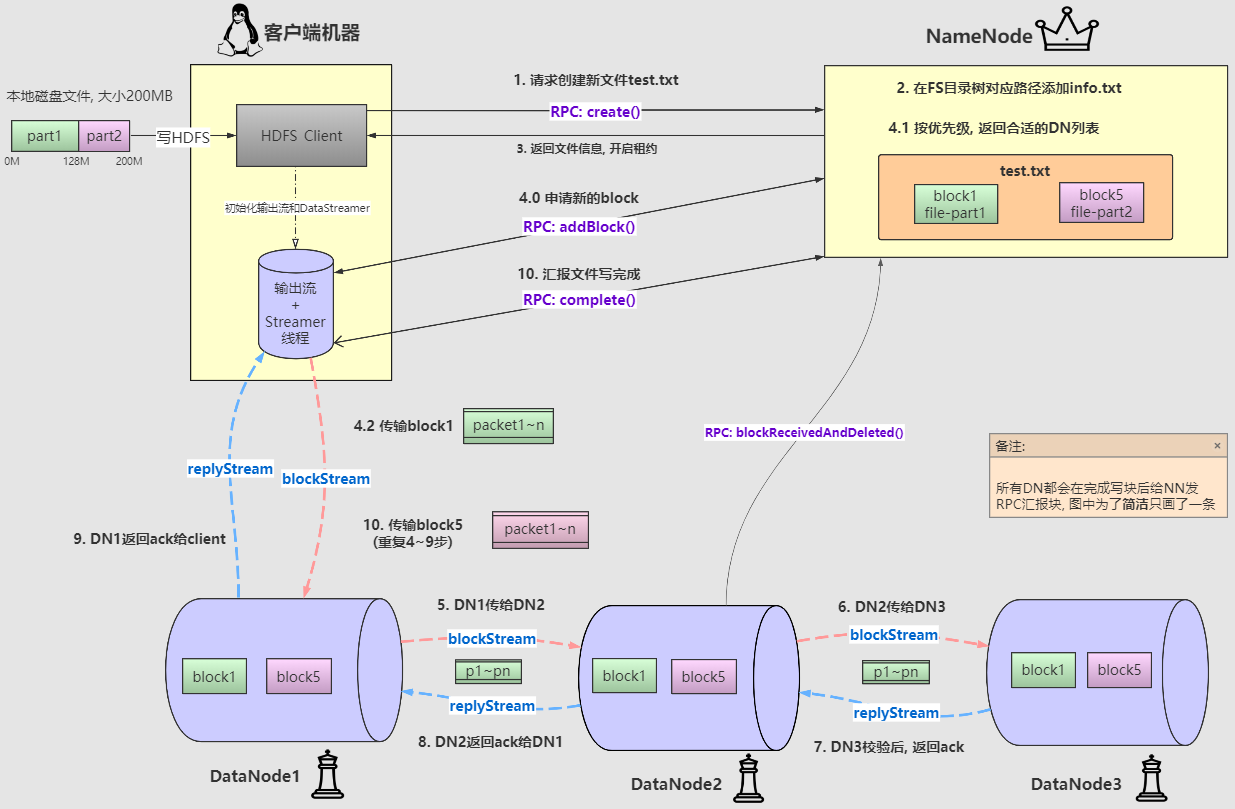 客户端机器
NameNode
本地磁盘文件, 大小200MB
part1
part2
0M
128M
200M
写HDFS
HDFS Client
初始化输出流和DataStreamer
输出流
+
Streamer
线程
1. 请求创建新文件test.txt
RPC: create()
3. 返回文件信息, 开启租约
4.0 申请新的block
RPC: addBlock()
10. 汇报文件写完成
RPC: complete()
2. 在FS目录树对应路径添加info.txt
4.1 按优先级, 返回合适的DN列表
test.txt
block1
file-part1
block5
file-part2
4.2 传输block1
packet1~n
replyStream
blockStream
RPC: blockReceivedAndDeleted()
备注:
×
所有DN都会在完成写块后给NN发
RPC汇报块, 图中为了简洁只画了一条
9. DN1返回ack给client
10. 传输block5
(重复4~9步)
packet1~n
block1
block5
DataNode1
5. DN1传给DN2
blockStream
p1~pn
replyStream
8. DN2返回ack给DN1
block1
block5
DataNode2
6. DN2传给DN3
blockStream
p1~pn
replyStream
7. DN3校验后, 返回ack
block1
block5
DataNode3